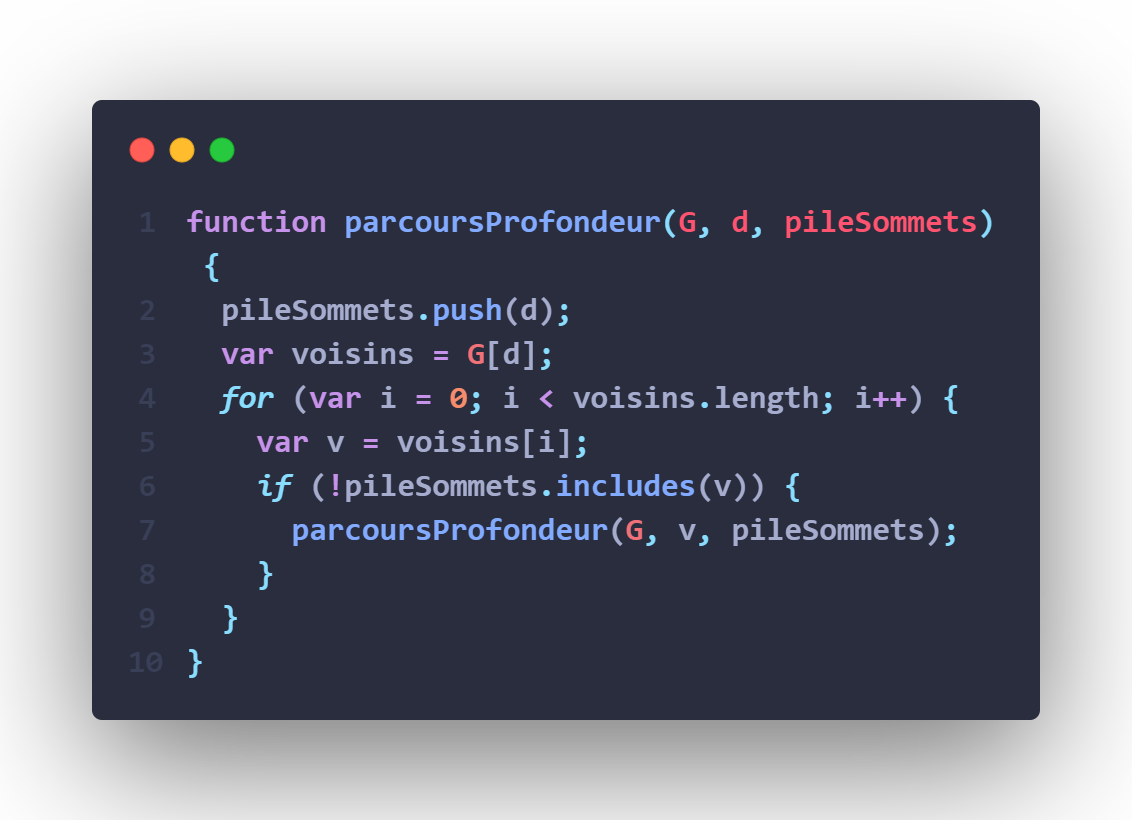 1 function parcoursProfondeur(G, d, pileSommets)
{
2 pileSommets.push(d);
3 var voisins = G[d];
4 for (var i = 0; i < voisins.length; i++) {
5 var v = voisins[i];
6 if (!pileSommets.includes(v)) {
7 parcoursProfondeur(G, v, pileSommets);
8 }
9 }
10 }